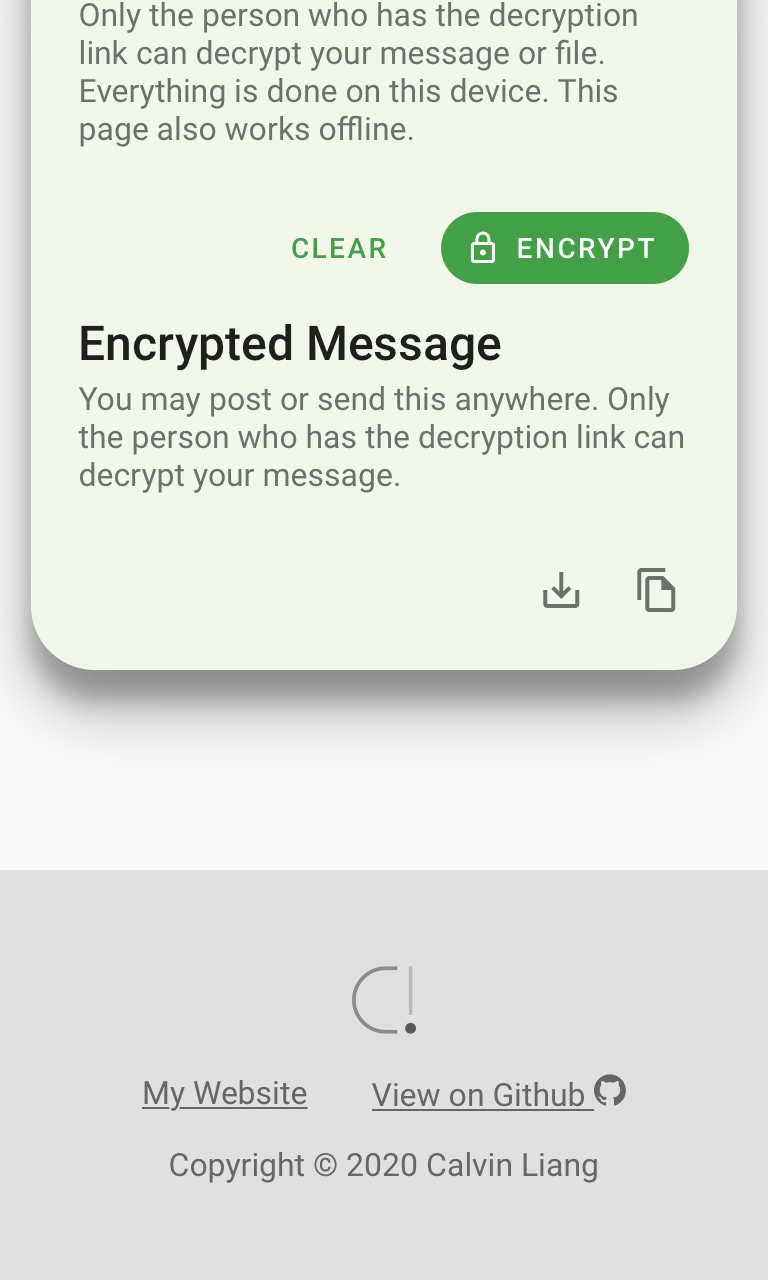 Only the person who has the decryption
link can decrypt your message or file.
Everything is done on this device. This
page also works offline.
CLEAR ENCRYPT
Encrypted Message
You may post or send this anywhere. Only
the person who has the decryption link can
decrypt your message.
C!
My Website View on Github
Copyright © 2020 Calvin Liang